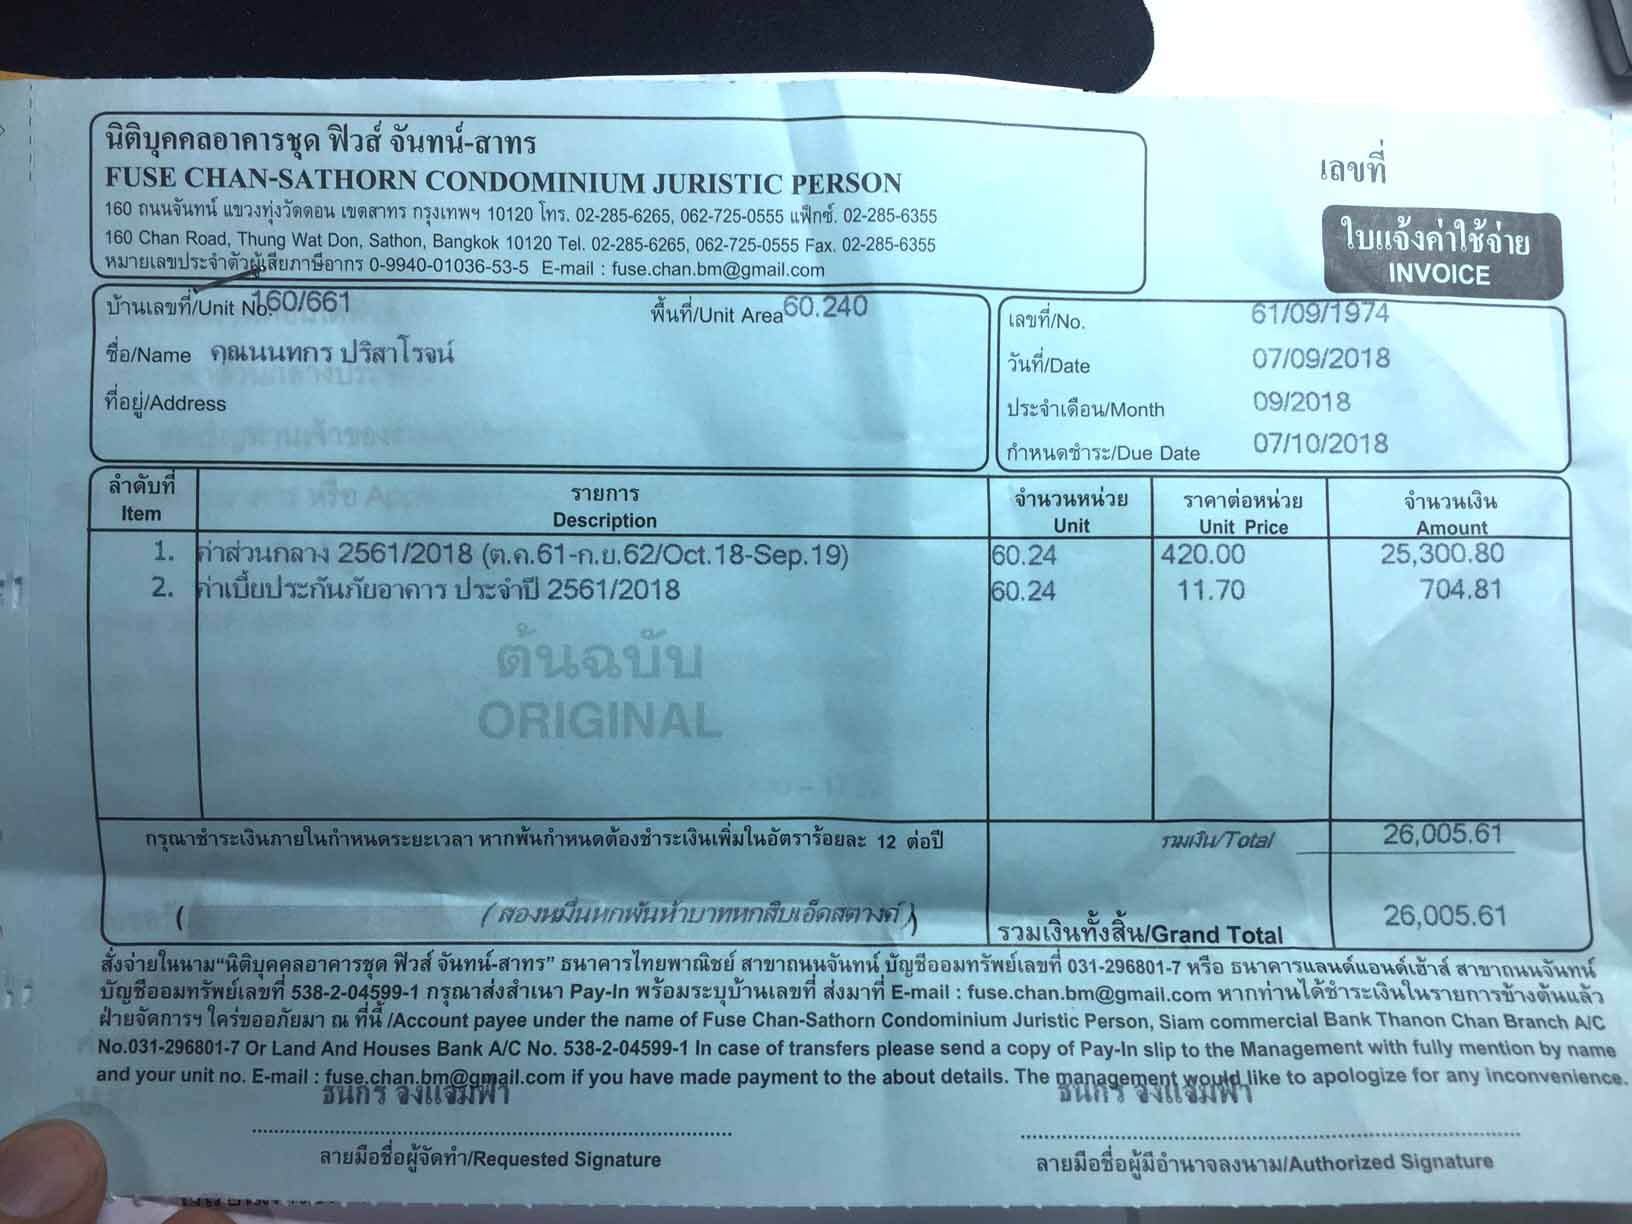 นิติบุคคลอาคารชุด ฟิวส์ จันทน์-สาทร
FUSE CHAN-SATHORN CONDOMINIUM JURISTIC PERSON
160 ถนนจันทน์ แขวงทุ่งวัดดอน เขตสาทร กรุงเทพฯ 10120 โทร. 02-285-6265, 062-725-0555 แฟ็กซ์. 02-285-6355
160 Chan Road, Thung Wat Don, Sathon, Bangkok 10120 Tel. 02-285-6265, 062-725-0555 Fax. 02-285-6355
หมายเลขประจำตัวผู้เสียภาษีอากร 0-9940-01036-53-5 E-mail : fuse.chan.bm@gmail.com
เลขที่
ใบแจ้งค่าใช้จ่าย
INVOICE
บ้านเลขที่/Unit No. 160/661 พื้นที่/Unit Area 60.240
ชื่อ/Name คุณนนทกร ปริสาโรจน์
ที่อยู่/Address
เลขที่/No. 61/09/1974
วันที่/Date 07/09/2018
ประจำเดือน/Month 09/2018
กำหนดชำระ/Due Date 07/10/2018
ลำดับที่ รายการ จำนวนหน่วย ราคาต่อหน่วย จำนวนเงิน
Item Description Unit Unit Price Amount
1. ค่าส่วนกลาง 2561/2018 (ต.ค.61-ก.ย.62/Oct.18-Sep.19) 60.24 420.00 25,300.80
2. ค่าเบี้ยประกันภัยอาคาร ประจำปี 2561/2018 60.24 11.70 704.81
ต้นฉบับ
ORIGINAL
กรุณาชำระเงินภายในกำหนดระยะเวลา หากพ้นกำหนดต้องชำระเงินเพิ่มในอัตราร้อยละ 12 ต่อปี รวมเงิน/Total 26,005.61
( (สองหมื่นหกพันห้าบาทหกสิบเอ็ดสตางค์) ) รวมเงินทั้งสิ้น/Grand Total 26,005.61
สั่งจ่ายในนาม“นิติบุคคลอาคารชุด ฟิวส์ จันทน์-สาทร” ธนาคารไทยพาณิชย์ สาขาถนนจันทน์ บัญชีออมทรัพย์เลขที่ 031-296801-7 หรือ ธนาคารแลนด์แอนด์เฮ้าส์ สาขาถนนจันทน์
บัญชีออมทรัพย์เลขที่ 538-2-04599-1 กรุณาส่งสำเนา Pay-In พร้อมระบุบ้านเลขที่ ส่งมาที่ E-mail : fuse.chan.bm@gmail.com หากท่านได้ชำระเงินในรายการข้างต้นแล้ว
ฝ่ายจัดการฯ ใคร่ขออภัยมา ณ ที่นี้ /Account payee under the name of Fuse Chan-Sathorn Condominium Juristic Person, Siam commercial Bank Thanon Chan Branch A/C
No.031-296801-7 Or Land And Houses Bank A/C No. 538-2-04599-1 In case of transfers please send a copy of Pay-In slip to the Management with fully mention by name
and your unit no. E-mail : fuse.chan.bm@gmail.com if you have made payment to the about details. The management would like to apologize for any inconvenience.
ธนกร จงแจ่มฟ้า ธนกร จงแจ่มฟ้า
ลายมือชื่อผู้จัดทำ/Requested Signature ลายมือชื่อผู้มีอำนาจลงนาม/Authorized Signature